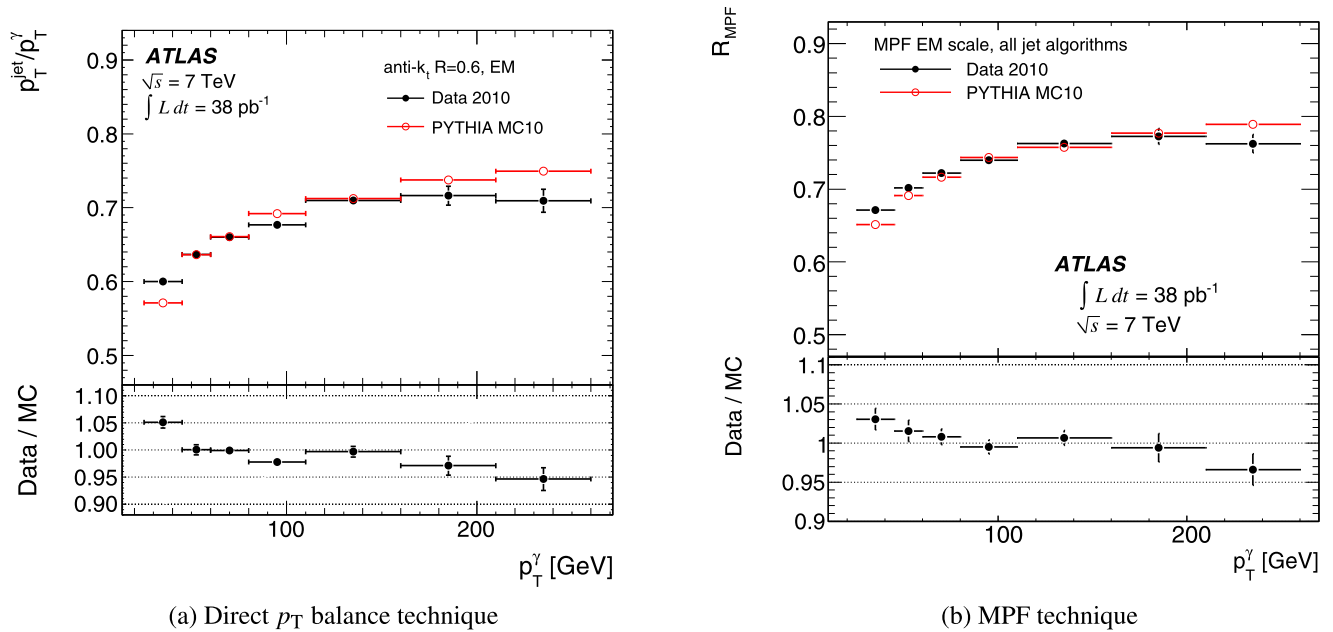 p_T^jet/p_T^γ
0.9
0.8
0.7
0.6
0.5
ATLAS
√s = 7 TeV
∫ L dt = 38 pb⁻¹
anti-k_t R=0.6, EM
Data 2010
PYTHIA MC10
Data / MC
1.10
1.05
1.00
0.95
0.90
100 200
p_T^γ [GeV]
(a) Direct p_T balance technique
R_MPF
0.9
0.8
0.7
0.6
0.5
MPF EM scale, all jet algorithms
Data 2010
PYTHIA MC10
ATLAS
∫ L dt = 38 pb⁻¹
√s = 7 TeV
Data / MC
1.1
1.05
1
0.95
0.9
100 200
p_T^γ [GeV]
(b) MPF technique